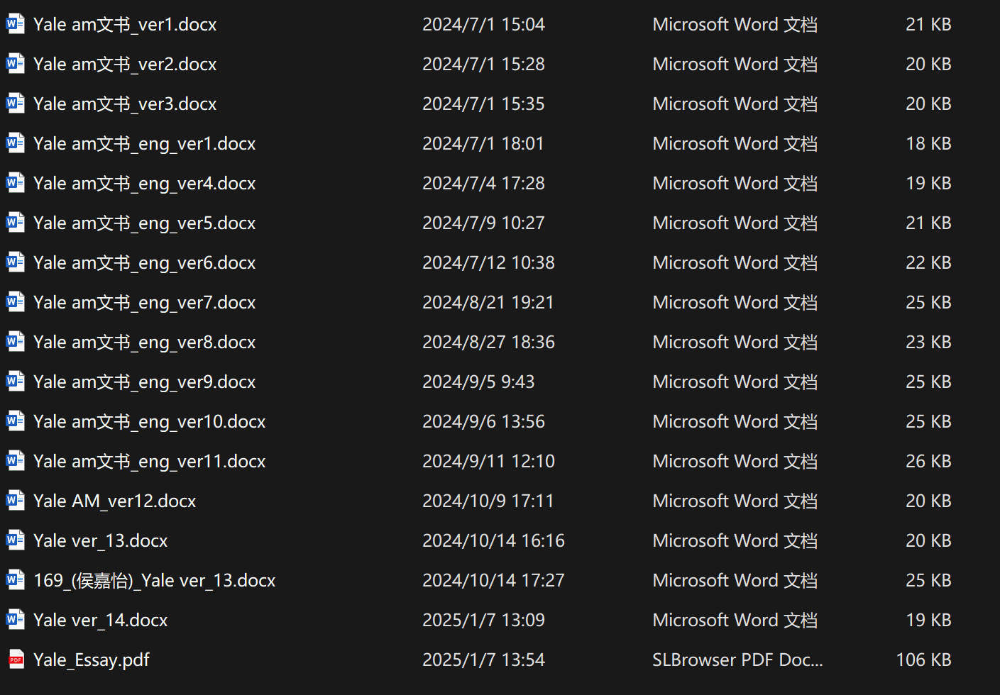 Yale am文书_ver1.docx 2024/7/1 15:04 Microsoft Word 文档 21 KB
Yale am文书_ver2.docx 2024/7/1 15:28 Microsoft Word 文档 20 KB
Yale am文书_ver3.docx 2024/7/1 15:35 Microsoft Word 文档 20 KB
Yale am文书_eng_ver1.docx 2024/7/1 18:01 Microsoft Word 文档 18 KB
Yale am文书_eng_ver4.docx 2024/7/4 17:28 Microsoft Word 文档 19 KB
Yale am文书_eng_ver5.docx 2024/7/9 10:27 Microsoft Word 文档 21 KB
Yale am文书_eng_ver6.docx 2024/7/12 10:38 Microsoft Word 文档 22 KB
Yale am文书_eng_ver7.docx 2024/8/21 19:21 Microsoft Word 文档 25 KB
Yale am文书_eng_ver8.docx 2024/8/27 18:36 Microsoft Word 文档 23 KB
Yale am文书_eng_ver9.docx 2024/9/5 9:43 Microsoft Word 文档 25 KB
Yale am文书_eng_ver10.docx 2024/9/6 13:56 Microsoft Word 文档 25 KB
Yale am文书_eng_ver11.docx 2024/9/11 12:10 Microsoft Word 文档 26 KB
Yale AM_ver12.docx 2024/10/9 17:11 Microsoft Word 文档 20 KB
Yale ver_13.docx 2024/10/14 16:16 Microsoft Word 文档 20 KB
169_(侯嘉怡)_Yale ver_13.docx 2024/10/14 17:27 Microsoft Word 文档 25 KB
Yale ver_14.docx 2025/1/7 13:09 Microsoft Word 文档 19 KB
Yale_Essay.pdf 2025/1/7 13:54 SLBrowser PDF Doc... 106 KB